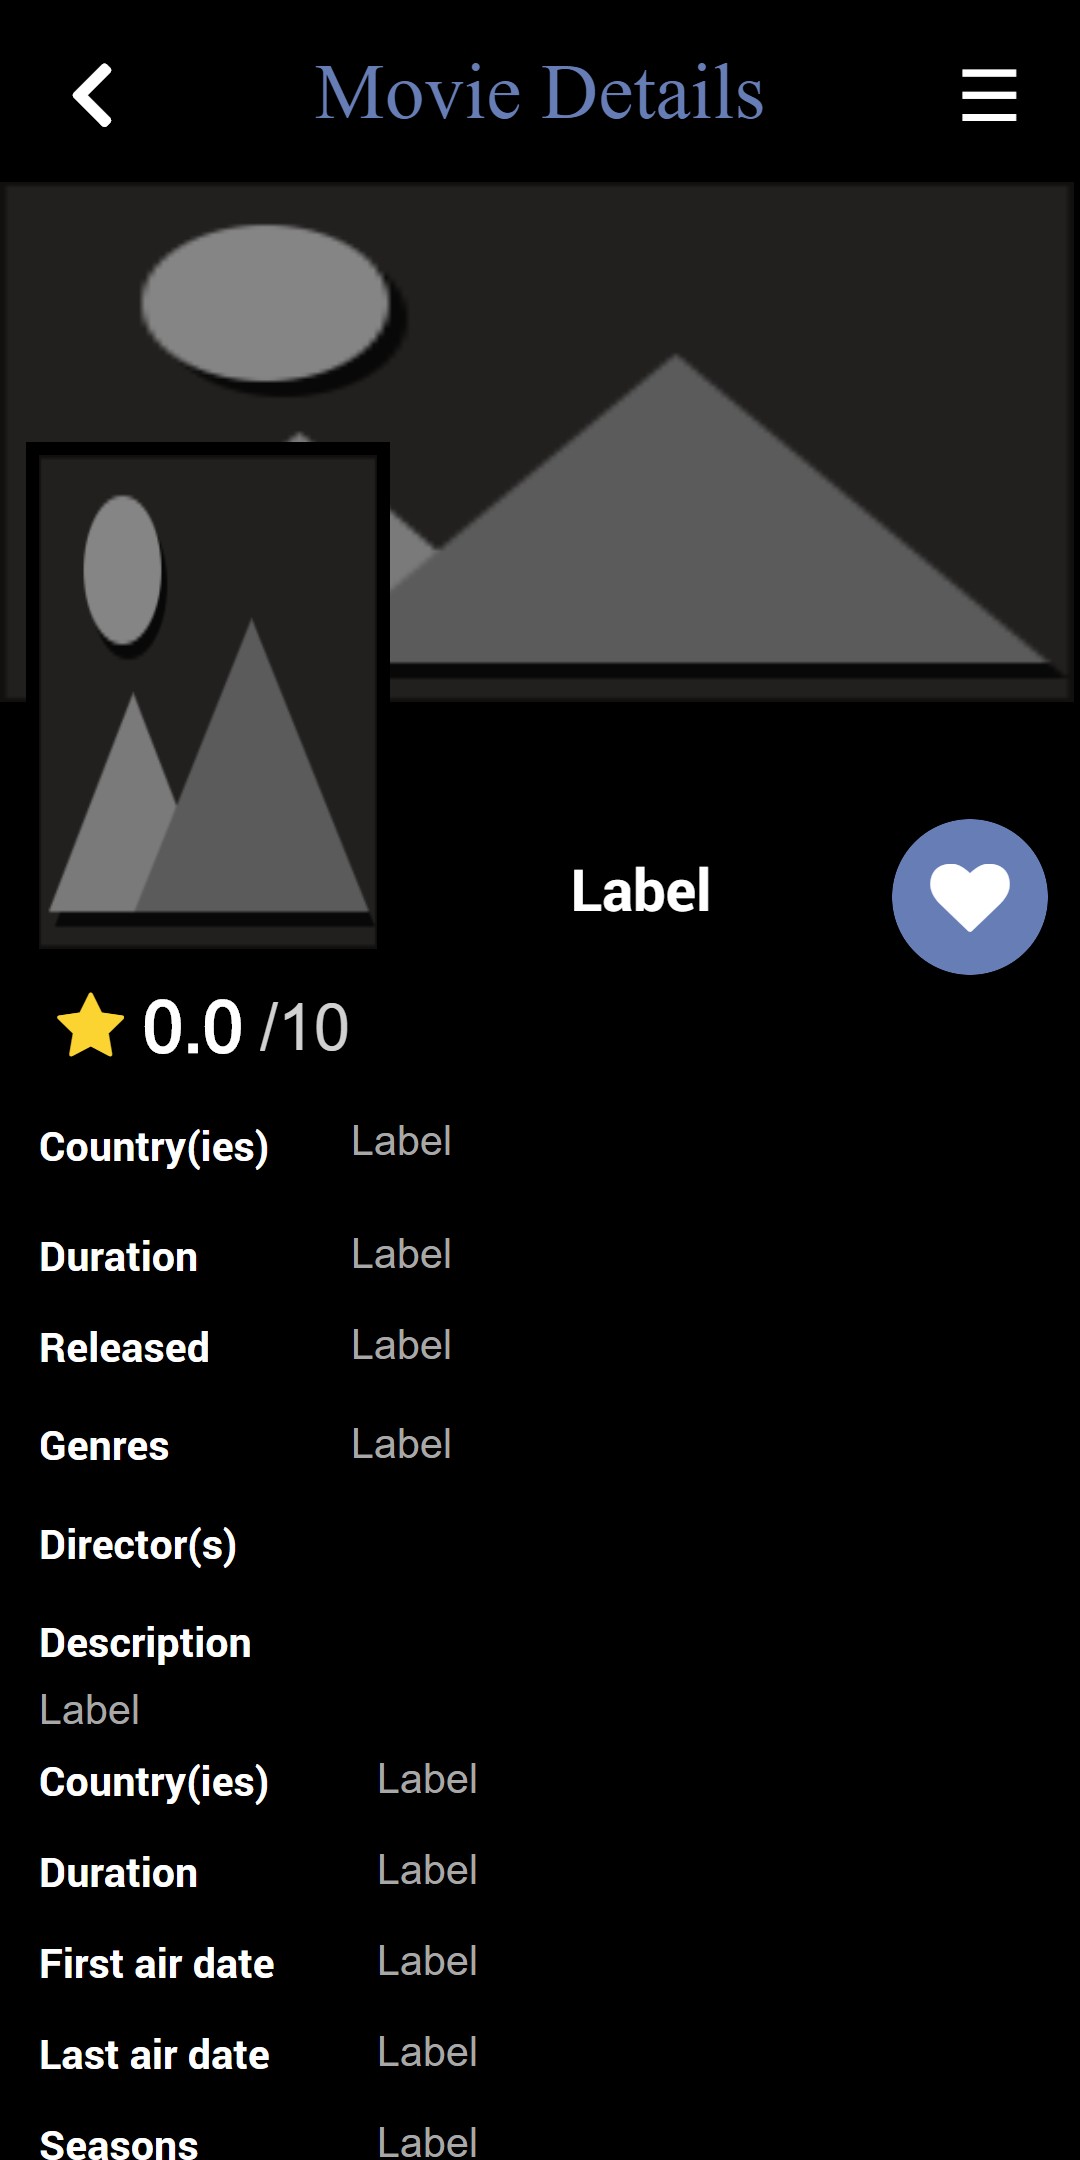 Movie Details
Label
0.0 /10
Country(ies) Label
Duration Label
Released Label
Genres Label
Director(s)
Description
Label
Country(ies) Label
Duration Label
First air date Label
Last air date Label
Seasons Label